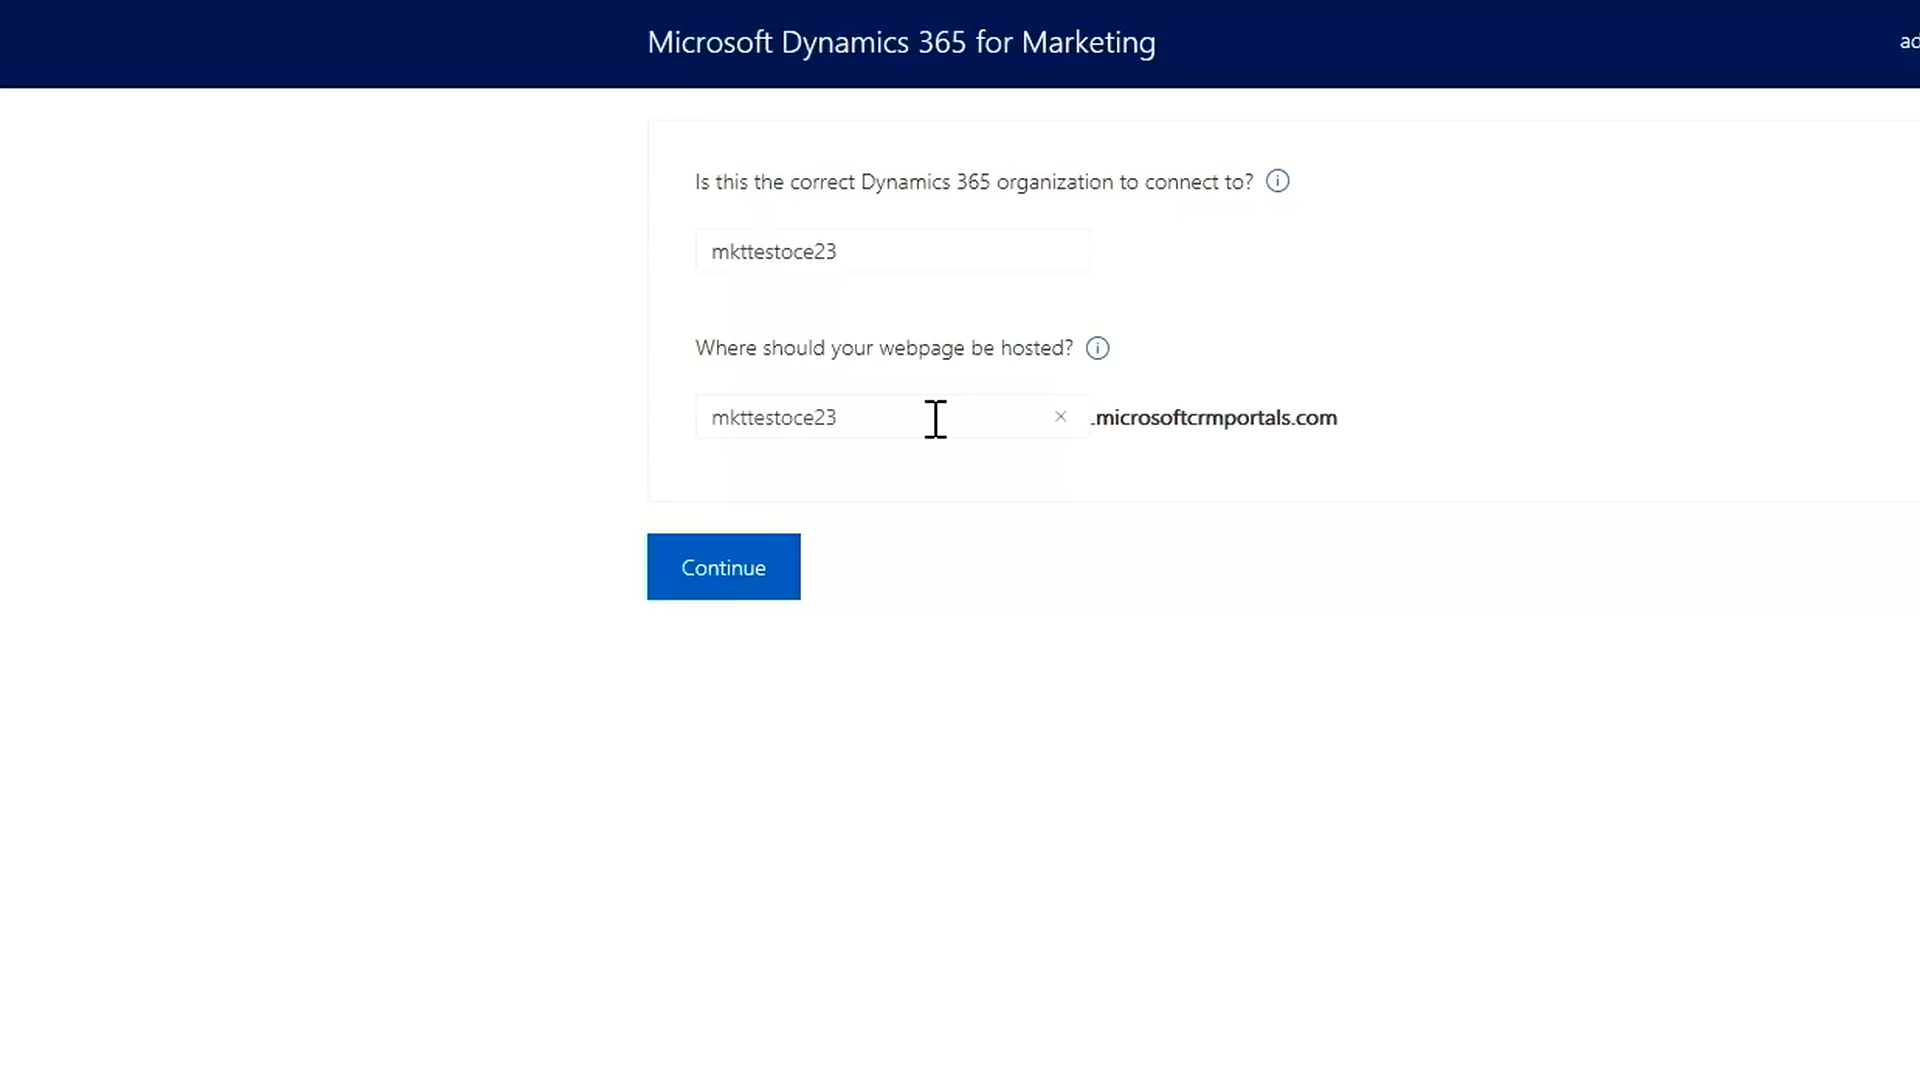 Microsoft Dynamics 365 for Marketing
Is this the correct Dynamics 365 organization to connect to?
mkttestoce23
Where should your webpage be hosted?
mkttestoce23 .microsoftcrmportals.com
Continue